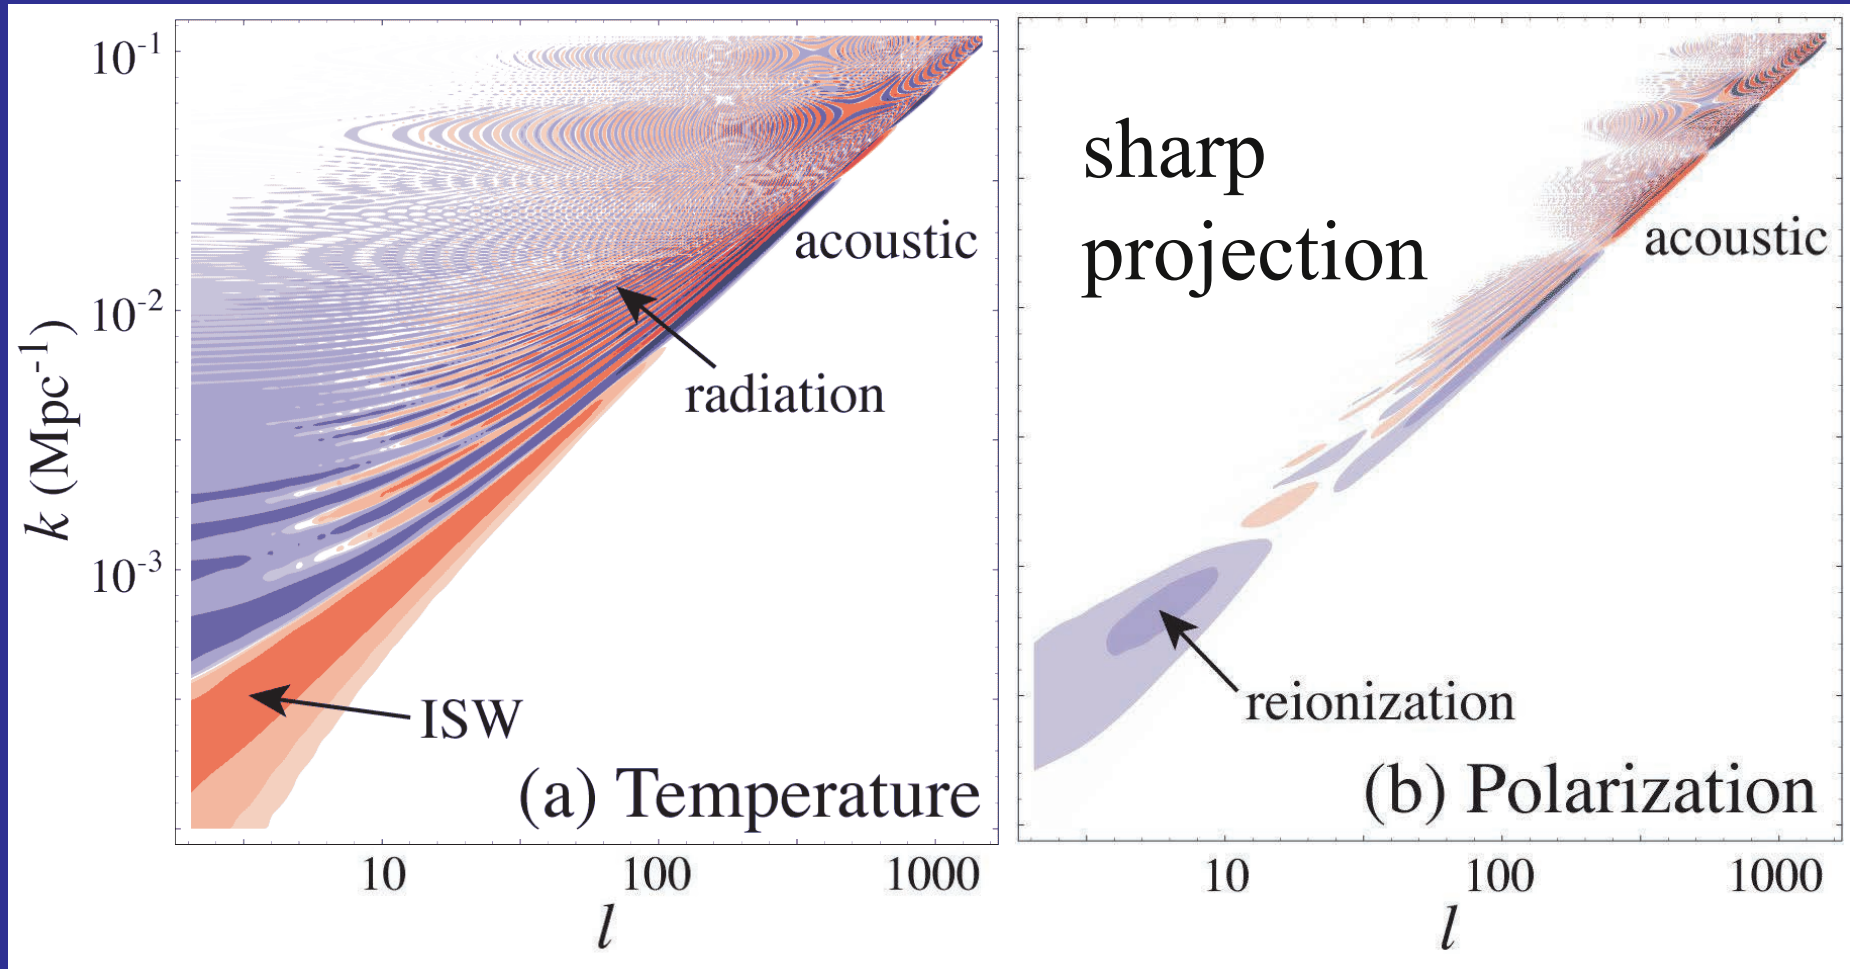 10-1
10-2
10-3
k (Mpc-1)
acoustic
radiation
ISW
(a) Temperature
10 100 1000
l
sharp
projection
acoustic
reionization
(b) Polarization
10 100 1000
l